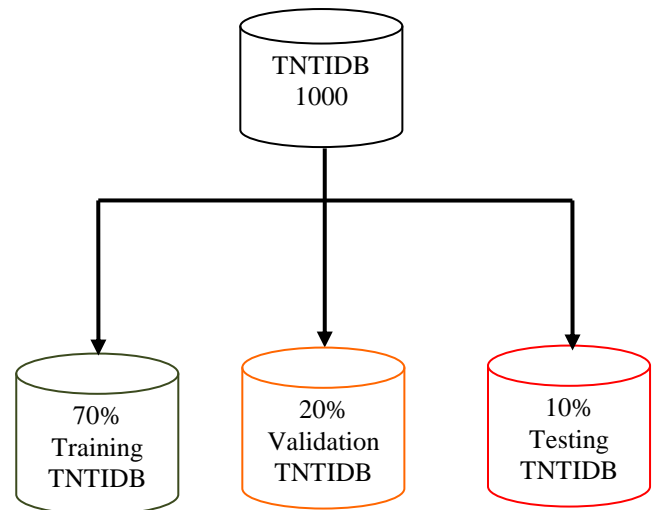 TNTIDB
1000
70%
Training
TNTIDB
20%
Validation
TNTIDB
10%
Testing
TNTIDB